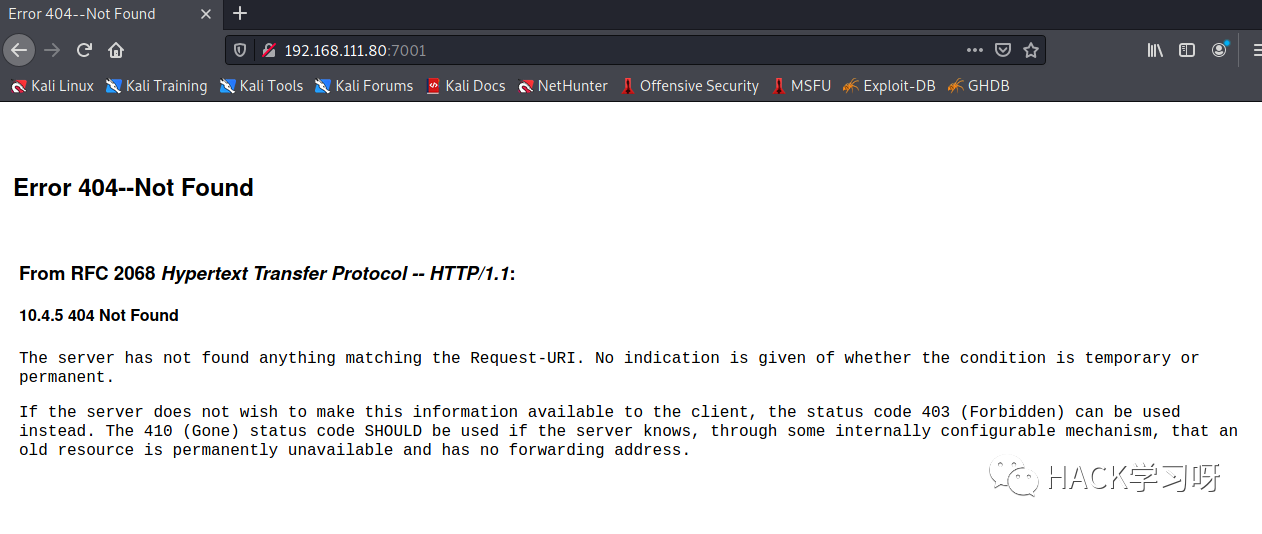 Error 404--Not Found
192.168.111.80:7001
Kali Linux Kali Training Kali Tools Kali Forums Kali Docs NetHunter Offensive Security MSFU Exploit-DB GHDB
Error 404--Not Found
From RFC 2068 Hypertext Transfer Protocol -- HTTP/1.1:
10.4.5 404 Not Found
The server has not found anything matching the Request-URI. No indication is given of whether the condition is temporary or
permanent.
If the server does not wish to make this information available to the client, the status code 403 (Forbidden) can be used
instead. The 410 (Gone) status code SHOULD be used if the server knows, through some internally configurable mechanism, that an
old resource is permanently unavailable and has no forwarding address.
HACK学习呀